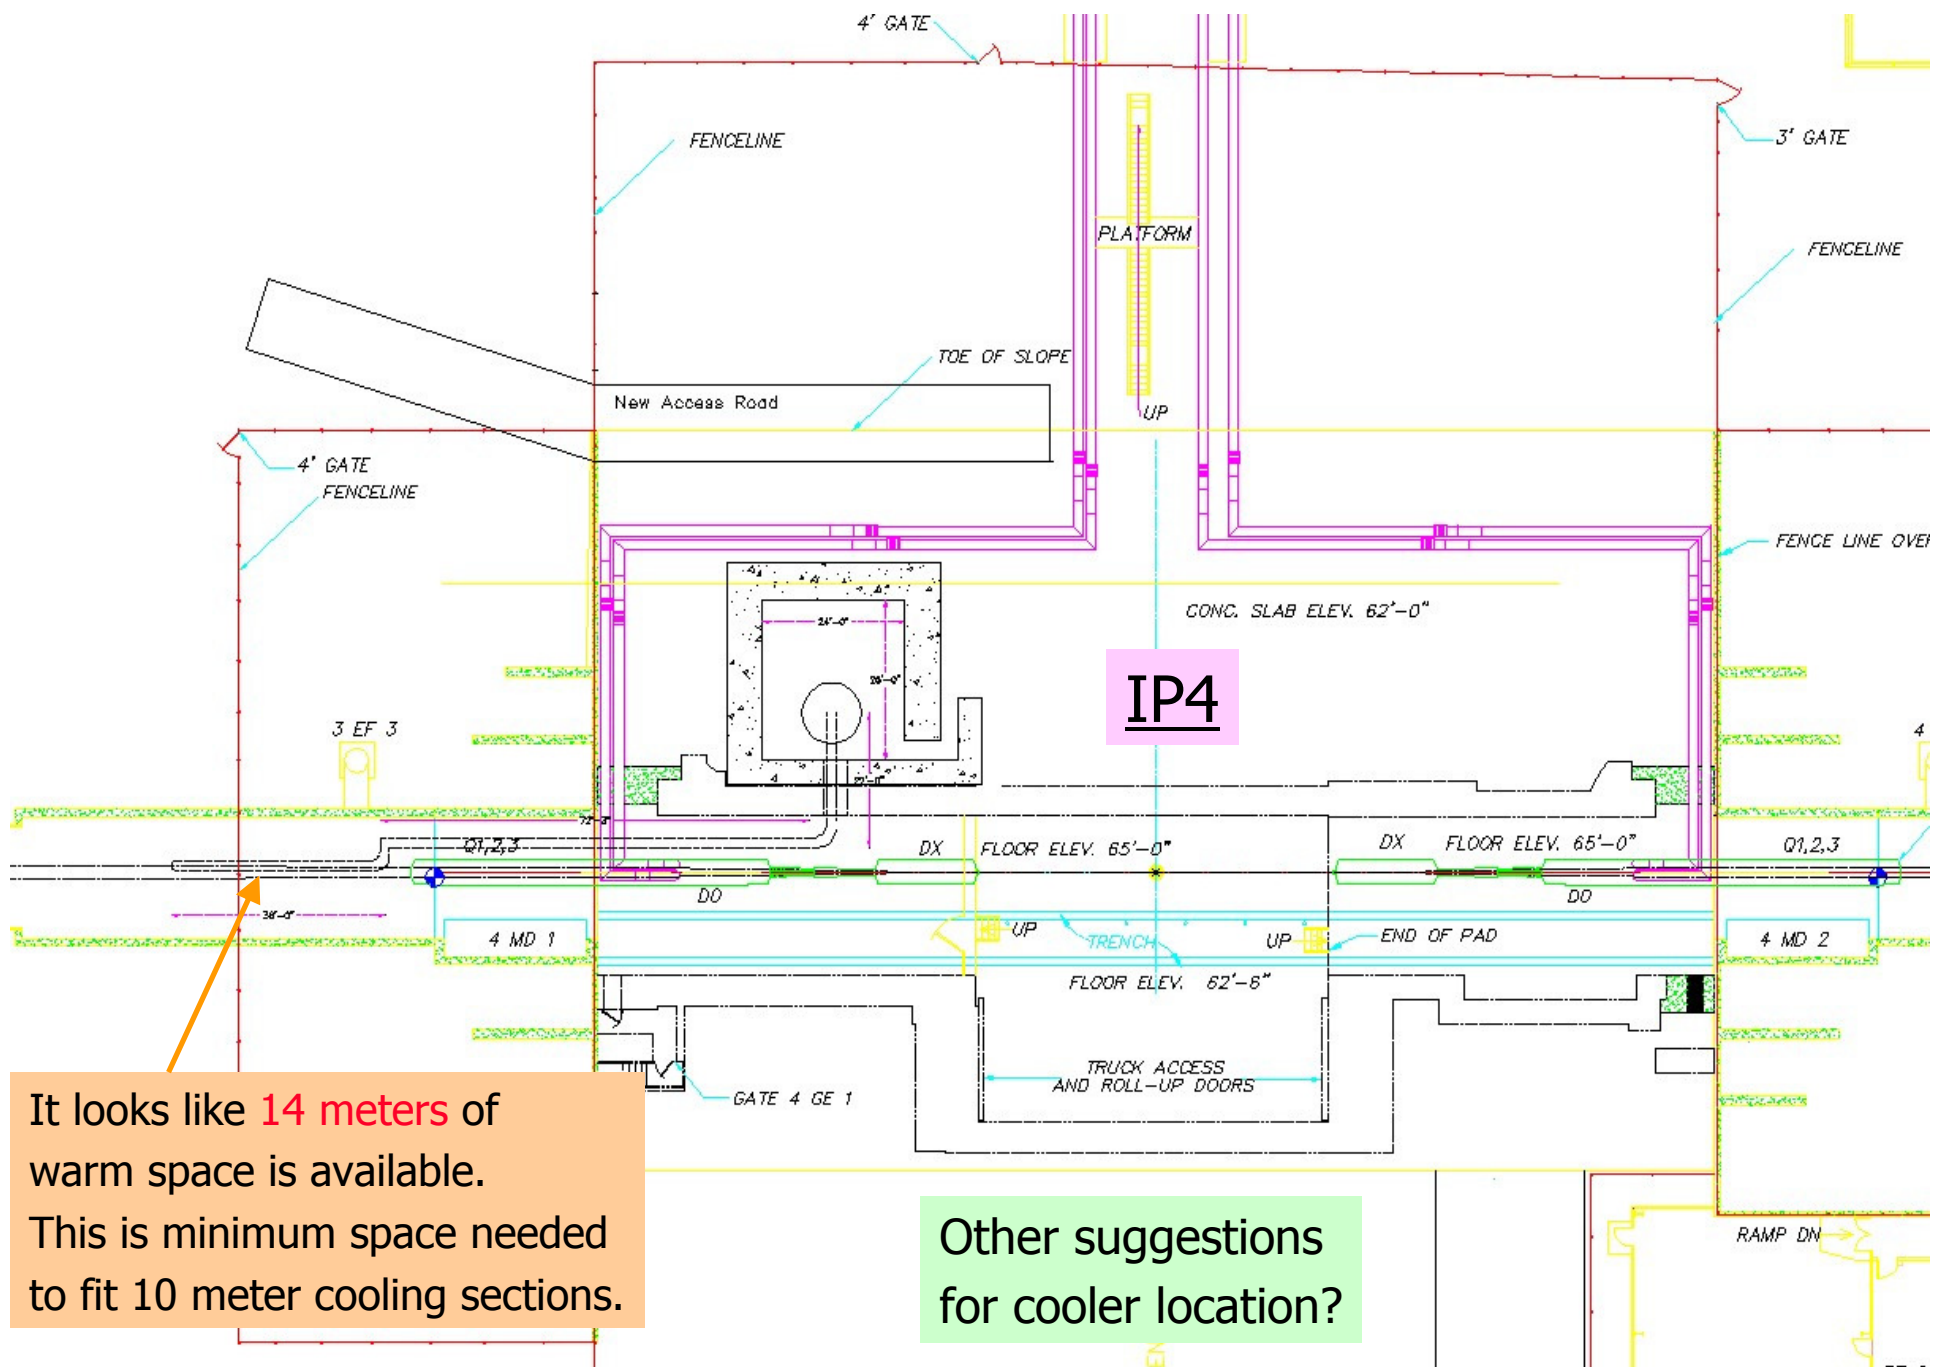 4' GATE
FENCELINE
3' GATE
PLATFORM
FENCELINE
TOE OF SLOPE
New Access Road
UP
4' GATE
FENCELINE
FENCE LINE OVER
CONC. SLAB ELEV. 62'-0"
IP4
3 EF 3
4
Q1,2,3
DX
FLOOR ELEV. 65'-0"
DX
FLOOR ELEV. 65'-0"
Q1,2,3
DO
DO
38'-0"
4 MD 1
UP
TRENCH
UP
END OF PAD
4 MD 2
FLOOR ELEV. 62'-6"
TRUCK ACCESS
AND ROLL-UP DOORS
GATE 4 GE 1
It looks like 14 meters of
warm space is available.
This is minimum space needed
to fit 10 meter cooling sections.
Other suggestions
for cooler location?
RAMP DN